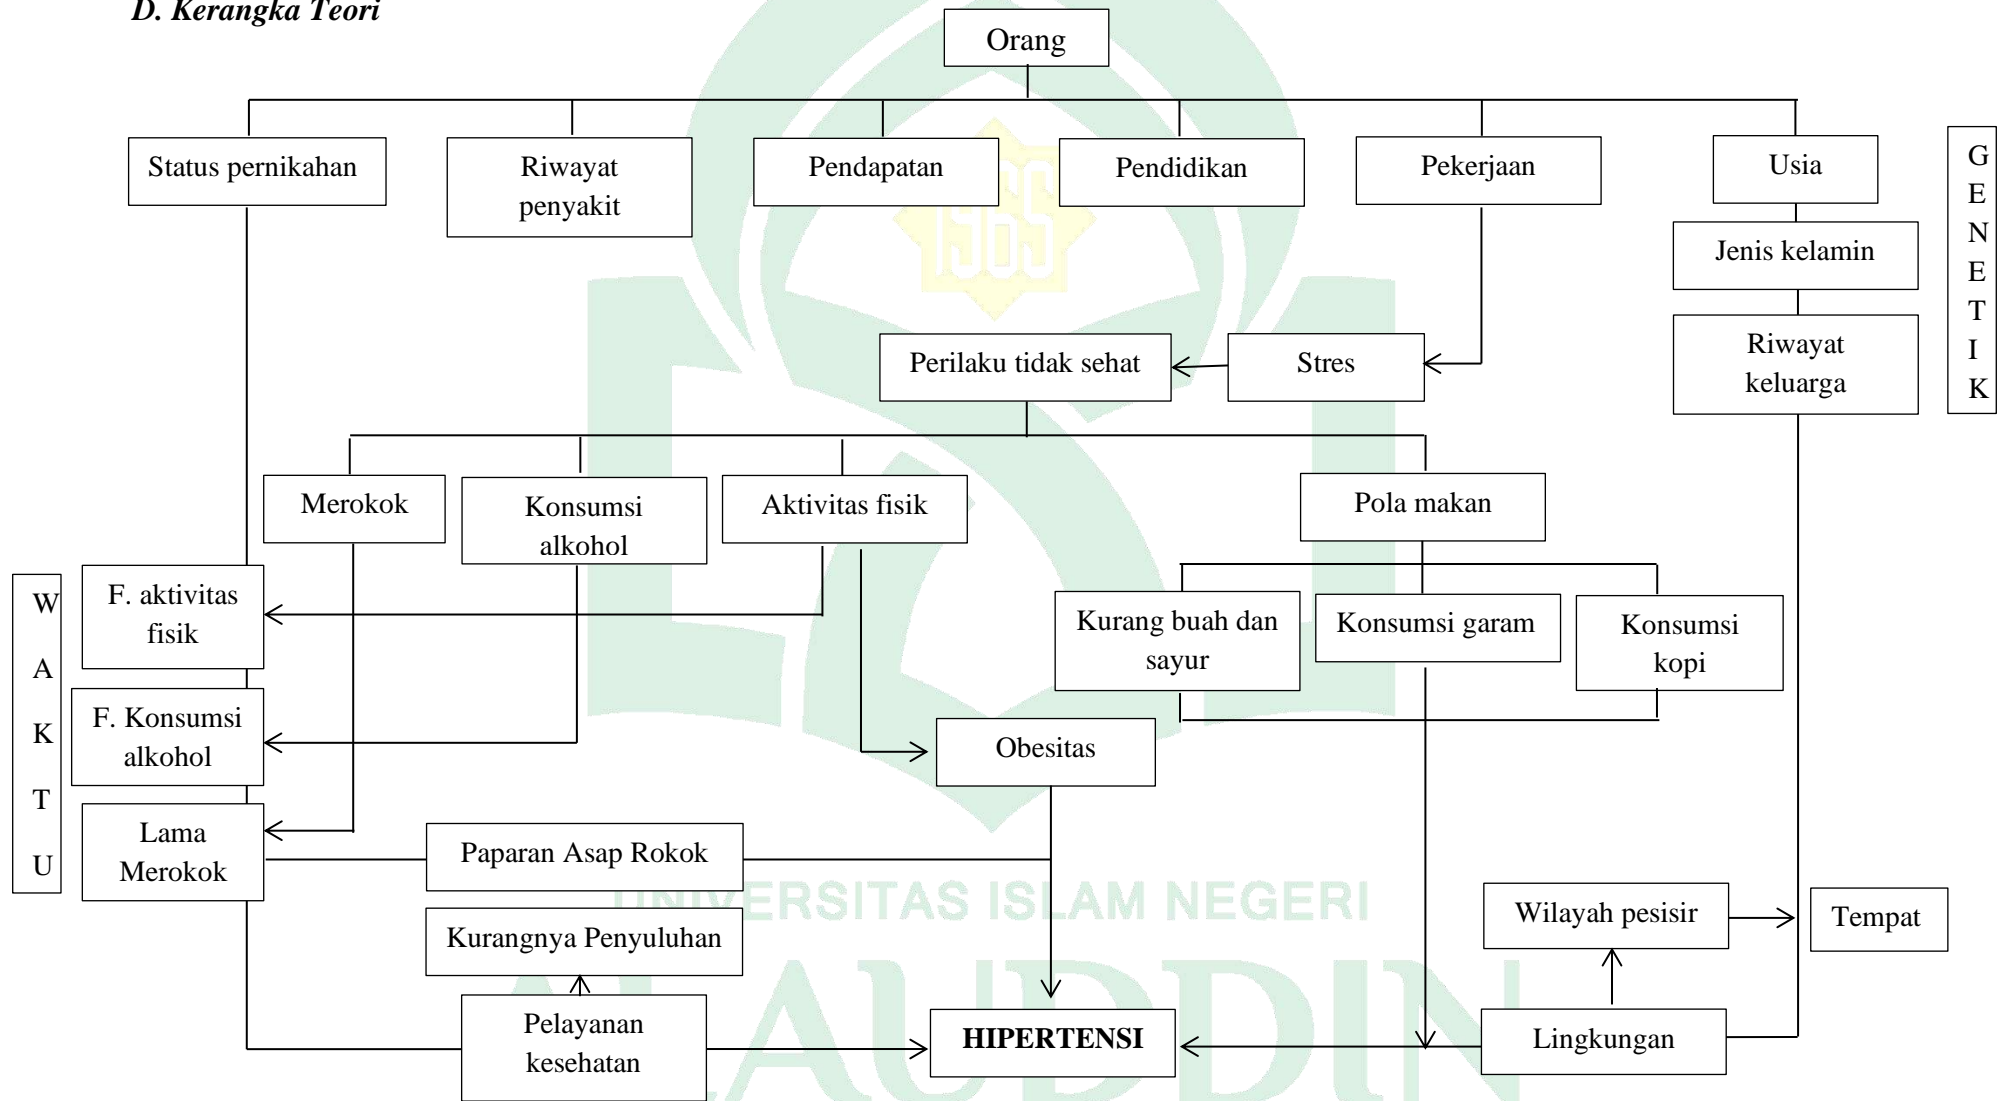 D. Kerangka Teori
Orang
Status pernikahan
Riwayat
penyakit
Pendapatan
Pendidikan
Pekerjaan
Usia
G
E
N
E
T
I
K
Jenis kelamin
Riwayat
keluarga
1965
Perilaku tidak sehat
Stres
Merokok
Konsumsi
alkohol
Aktivitas fisik
Pola makan
W
A
K
T
U
F. aktivitas
fisik
Kurang buah dan
sayur
Konsumsi garam
Konsumsi
kopi
F. Konsumsi
alkohol
Obesitas
Lama
Merokok
Paparan Asap Rokok
UNIVERSITAS ISLAM NEGERI
Wilayah pesisir
Tempat
Kurangnya Penyuluhan
ALAUDDIN
Pelayanan
kesehatan
HIPERTENSI
Lingkungan